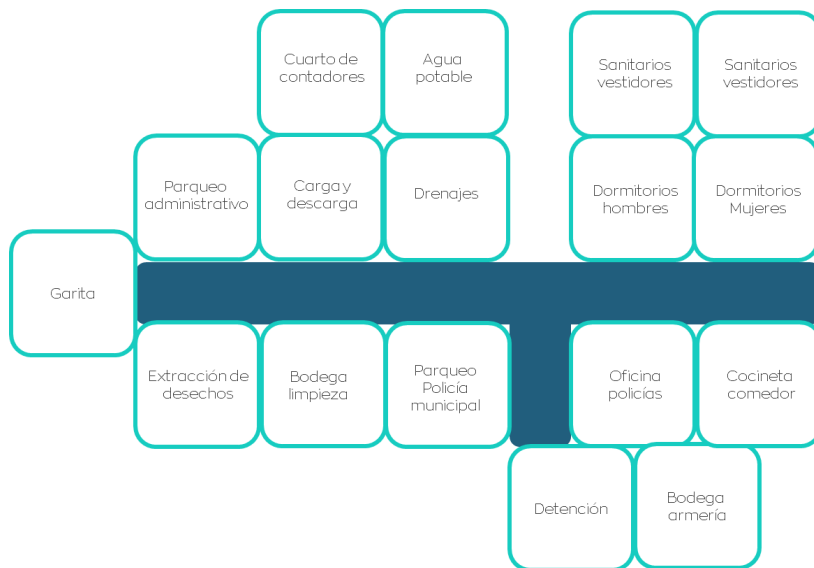 Cuarto de
contadores
Agua
potable
Sanitarios
vestidores
Sanitarios
vestidores
Parqueo
administrativo
Carga y
descarga
Drenajes
Dormitorios
hombres
Dormitorios
Mujeres
Garita
Extracción de
desechos
Bodega
limpieza
Parqueo
Policía
municipal
Oficina
policías
Cocineta
comedor
Detención
Bodega
armería